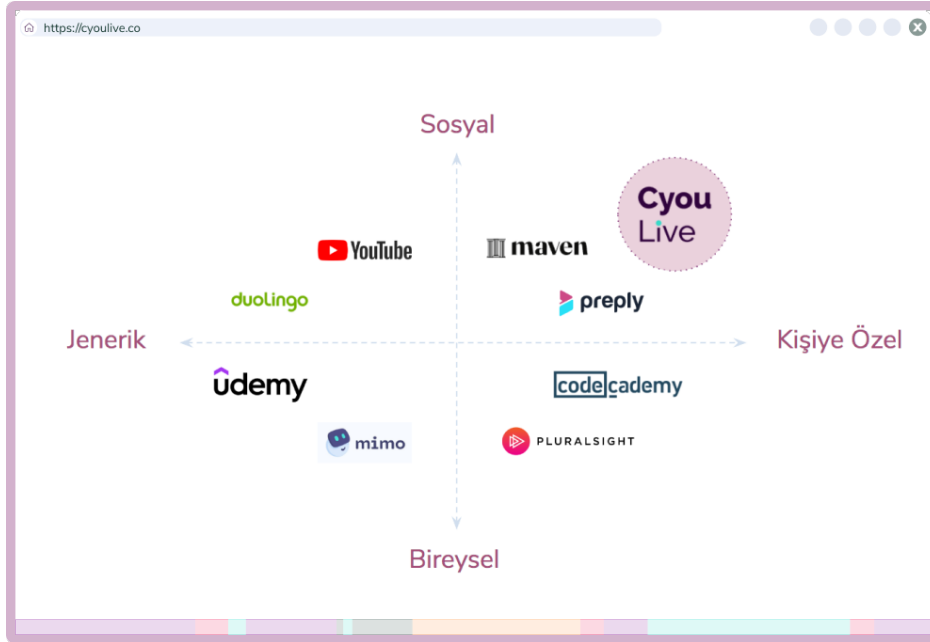 https://cyoulive.co
Sosyal
Cyou
Live
YouTube
maven
duolingo
preply
Jenerik
Kişiye Özel
udemy
codecademy
mimo
PLURALSIGHT
Bireysel